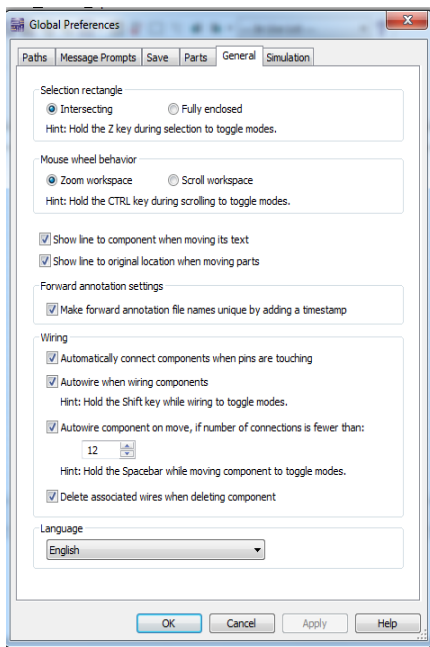 Global Preferences
Paths Message Prompts Save Parts General Simulation
Selection rectangle
Intersecting Fully enclosed
Hint: Hold the Z key during selection to toggle modes.
Mouse wheel behavior
Zoom workspace Scroll workspace
Hint: Hold the CTRL key during scrolling to toggle modes.
Show line to component when moving its text
Show line to original location when moving parts
Forward annotation settings
Make forward annotation file names unique by adding a timestamp
Wiring
Automatically connect components when pins are touching
Autowire when wiring components
Hint: Hold the Shift key while wiring to toggle modes.
Autowire component on move, if number of connections is fewer than:
12
Hint: Hold the Spacebar while moving component to toggle modes.
Delete associated wires when deleting component
Language
English
OK Cancel Apply Help